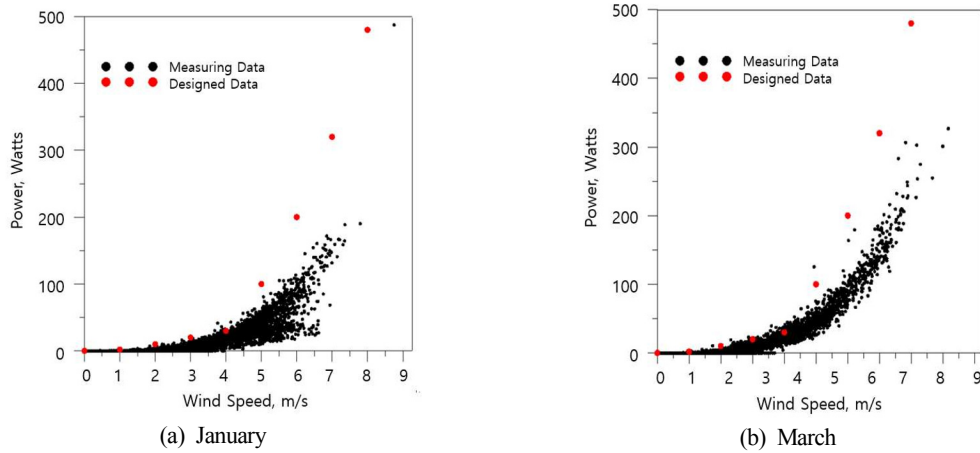 500
400
300
200
100
0
Power, Watts
Measuring Data
Designed Data
0 1 2 3 4 5 6 7 8 9
Wind Speed, m/s
(a) January
500
400
300
200
100
0
Power, Watts
Measuring Data
Designed Data
0 1 2 3 4 5 6 7 8 9
Wind Speed, m/s
(b) March